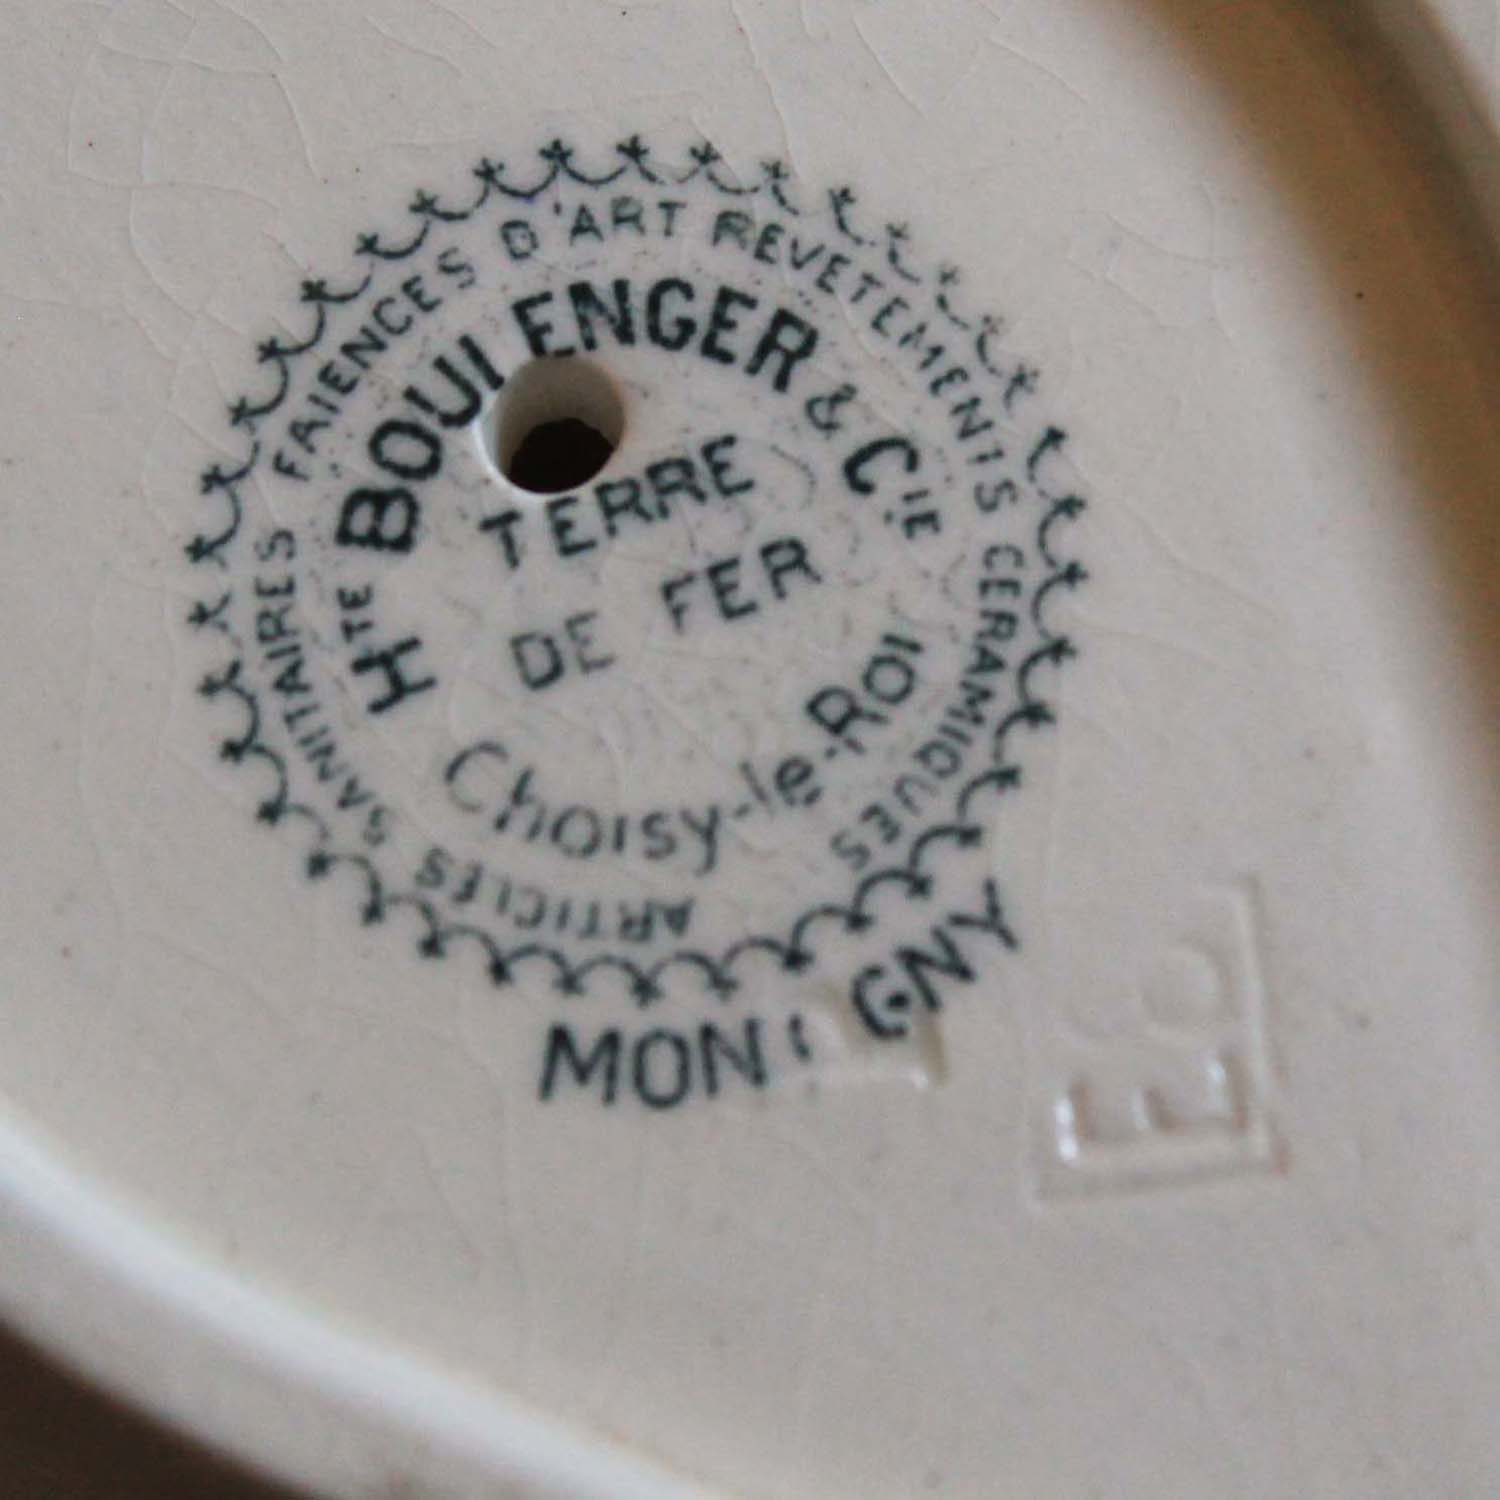 FAIENCES D'ART REVETEMENTS CERAMIQUES
ARTICLES SANITAIRES
HTE BOULENGER & CIE
TERRE
DE FER
Choisy-le-ROI